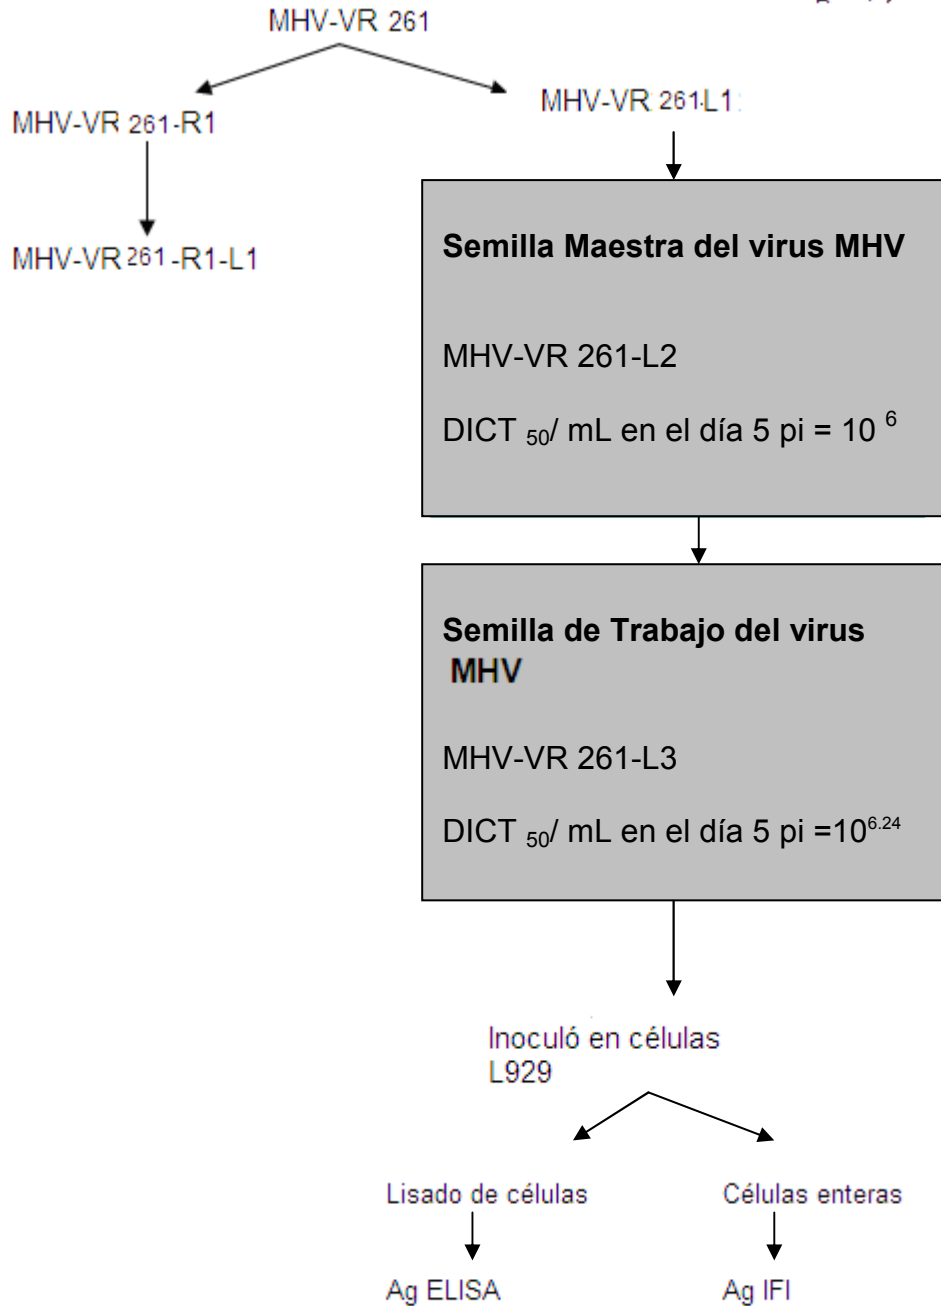 MHV-VR 261
MHV-VR 261-R1
MHV-VR 261-L1
MHV-VR 261-R1-L1
Semilla Maestra del virus MHV
MHV-VR 261-L2
DICT 50/ mL en el día 5 pi = 10 6
Semilla de Trabajo del virus
MHV
MHV-VR 261-L3
DICT 50/ mL en el día 5 pi =10 6.24
Inoculó en células
L929
Lisado de células
Células enteras
Ag ELISA
Ag IFI